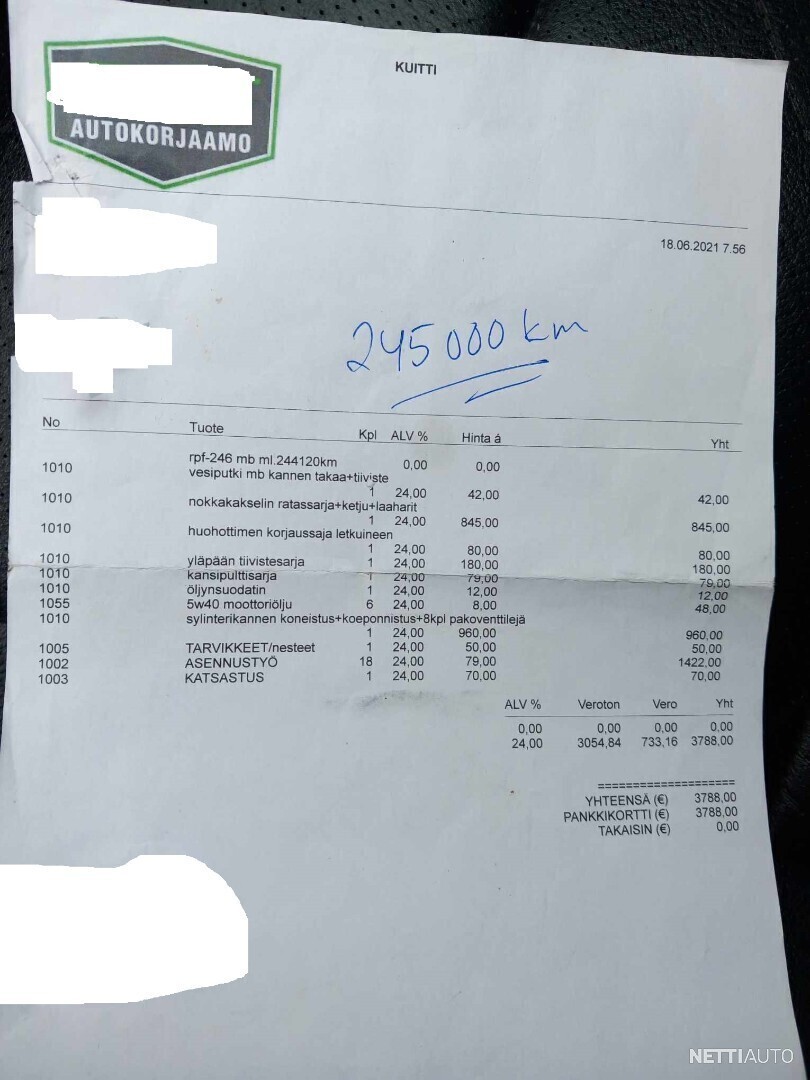 KUITTI
AUTOKORJAAMO
18.06.2021 7.56
245 000 km
No Tuote Kpl ALV % Hinta á Yht
1010 rpf-246 mb ml.244120km 0,00 0,00
vesiputki mb kannen takaa+tiiviste
1 24,00 42,00 42,00
1010 nokkakakselin ratassarja+ketju+laaharit
1 24,00 845,00 845,00
1010 huohottimen korjaussaja letkuineen
1 24,00 80,00 80,00
1010 yläpään tiivistesarja 1 24,00 180,00 180,00
1010 kansipulttisarja 1 24,00 79,00 79,00
1010 öljynsuodatin 1 24,00 12,00 12,00
1055 5w40 moottoriölju 6 24,00 8,00 48,00
1010 sylinterikannen koneistus+koeponnistus+8kpl pakoventtilejä
1 24,00 960,00 960,00
1005 TARVIKKEET/nesteet 1 24,00 50,00 50,00
1002 ASENNUSTYÖ 18 24,00 79,00 1422,00
1003 KATSASTUS 1 24,00 70,00 70,00
ALV % Veroton Vero Yht
0,00 0,00 0,00 0,00
24,00 3054,84 733,16 3788,00
====================
YHTEENSÄ (€) 3788,00
PANKKIKORTTI (€) 3788,00
TAKAISIN (€) 0,00
NETTIAUTO